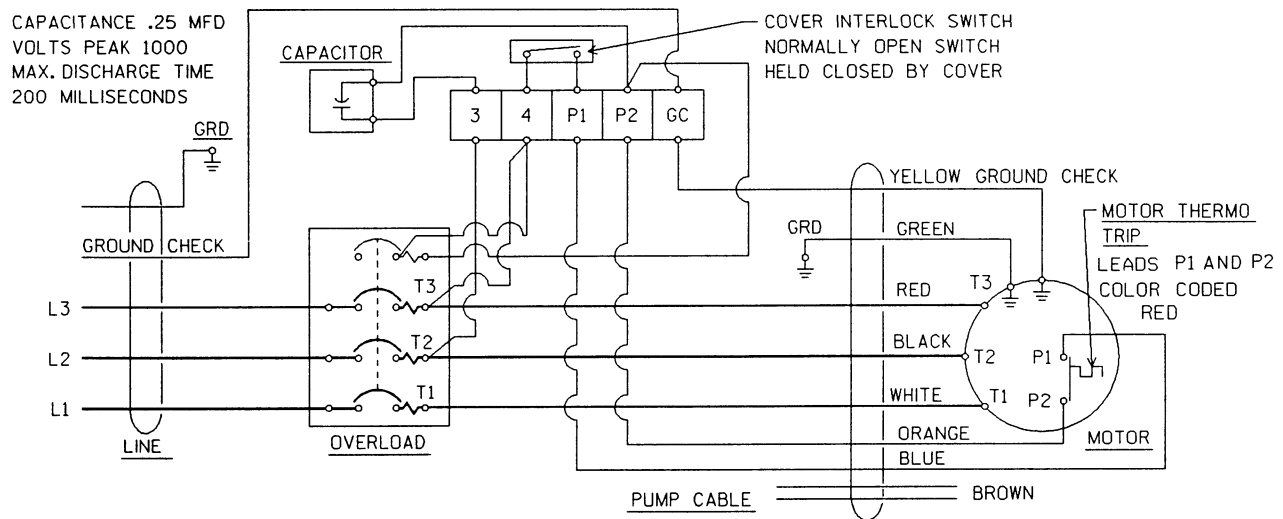 CAPACITANCE .25 MFD
VOLTS PEAK 1000
MAX. DISCHARGE TIME
200 MILLISECONDS
CAPACITOR
COVER INTERLOCK SWITCH
NORMALLY OPEN SWITCH
HELD CLOSED BY COVER
3 4 P1 P2 GC
GRD
GROUND CHECK
YELLOW GROUND CHECK
MOTOR THERMO
TRIP
LEADS P1 AND P2
COLOR CODED
RED
GRD
GREEN
L3
T3
RED
T3
L2
T2
BLACK
T2
P1
L1
T1
WHITE
T1
P2
LINE
OVERLOAD
ORANGE
MOTOR
BLUE
PUMP CABLE
BROWN